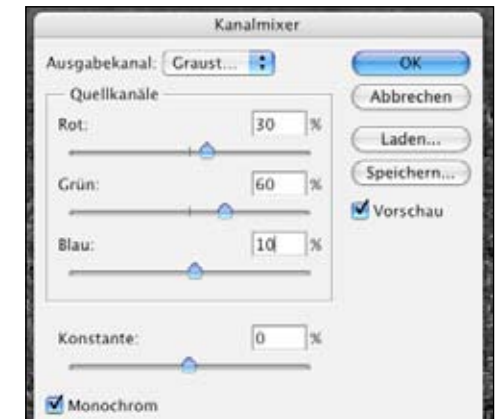 Kanalmixer
Ausgabekanal: Graust...
OK
Quellkanäle
Abbrechen
Rot: 30 %
Laden...
Grün: 60 %
Speichern...
Vorschau
Blau: 10 %
Konstante: 0 %
Monochrom